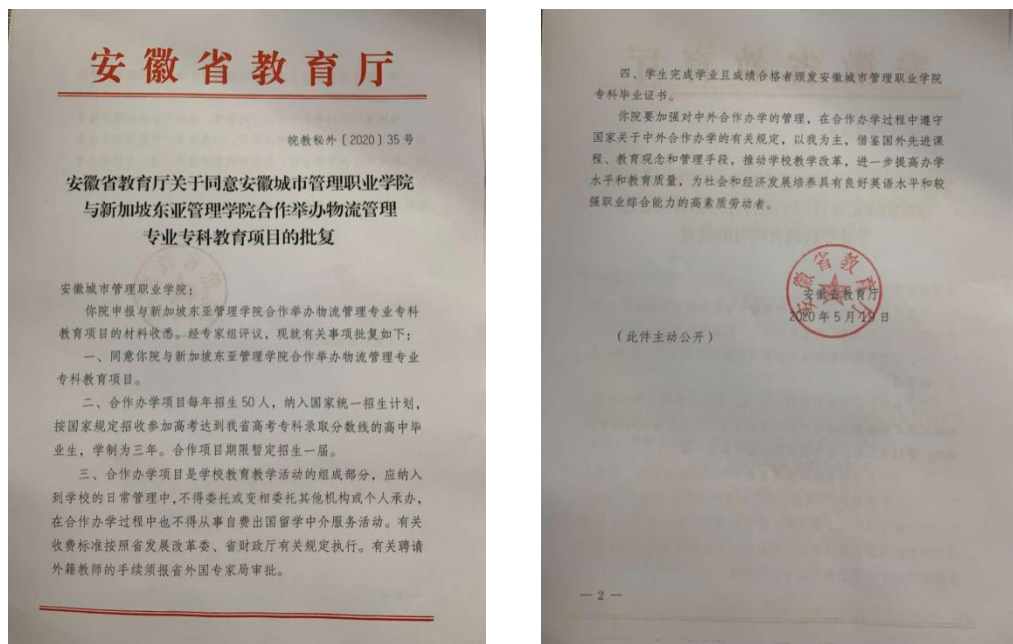 安徽省教育厅
皖教秘外〔2020〕35号
安徽省教育厅关于同意安徽城市管理职业学院
与新加坡东亚管理学院合作举办物流管理
专业专科教育项目的批复
安徽城市管理职业学院：
你院申报与新加坡东亚管理学院合作举办物流管理专业专科
教育项目的材料收悉。经专家组评议，现就有关事项批复如下：
一、同意你院与新加坡东亚管理学院合作举办物流管理专业
专科教育项目。
二、合作办学项目每年招生50人，纳入国家统一招生计划，
按国家规定招收参加高考达到我省高考专科录取分数线的高中毕
业生，学制为三年。合作项目期限暂定招生一届。
三、合作办学项目是学校教育教学活动的组成部分，应纳入
到学校的日常管理中，不得委托或变相委托其他机构或个人承办，
在合作办学过程中也不得从事自费出国留学中介服务活动。有关
收费标准按照省发展改革委、省财政厅有关规定执行。有关聘请
外籍教师的手续须报省外国专家局审批。
四、学生完成学业且成绩合格者颁发安徽城市管理职业学院
专科毕业证书。
你院要加强对中外合作办学的管理，在合作办学过程中遵守
国家关于中外合作办学的有关规定，以我为主，借鉴国外先进课
程、教育观念和管理手段，推动学校教学改革，进一步提高办学
水平和教育质量，为社会和经济发展培养具有良好英语水平和较
强职业综合能力的高素质劳动者。
安徽省教育厅
安徽省教育厅
2020年5月19日
（此件主动公开）
— 2 —